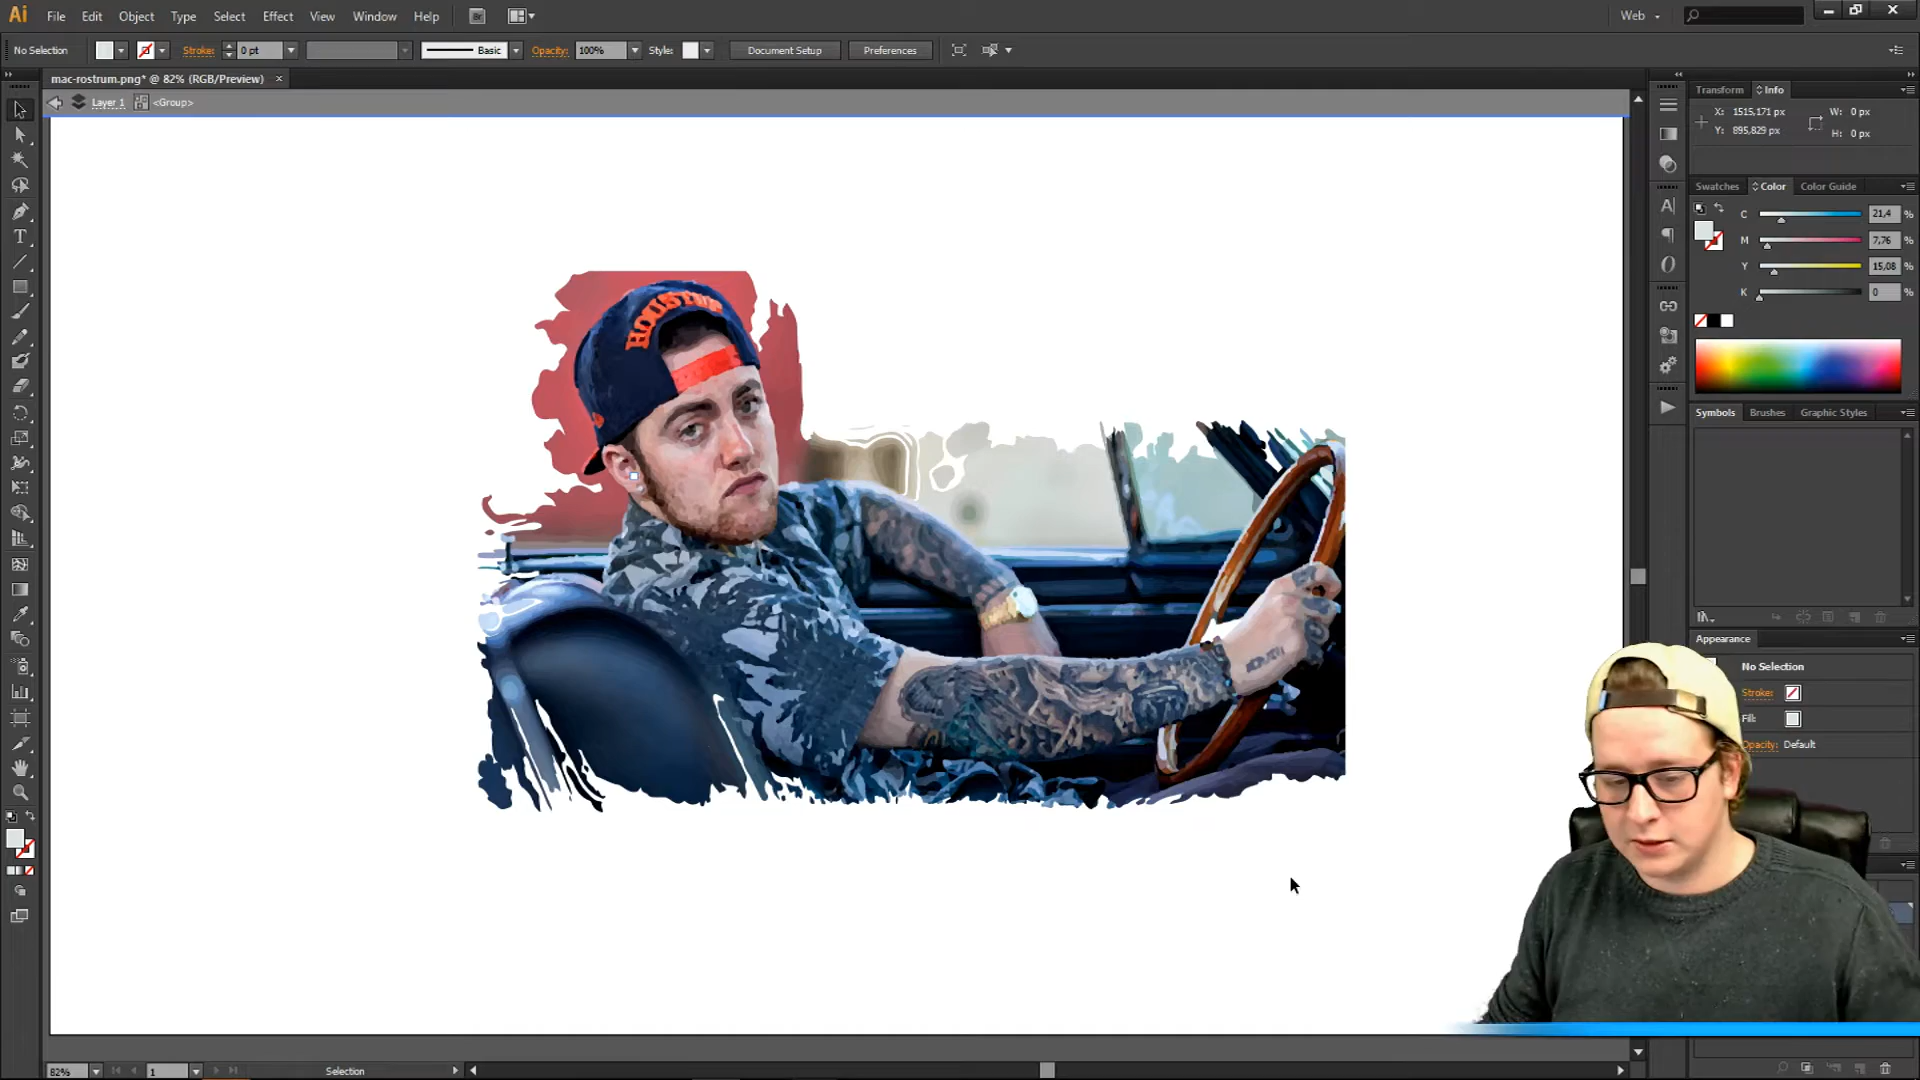 Ai File Edit Object Type Select Effect View Window Help Br Web
No Selection Stroke: 0 pt Basic Opacity: 100% Style: Document Setup Preferences
mac-rostrum.png* @ 82% (RGB/Preview)
Layer 1 <Group>
Transform Info
X: 1515,171 px W: 0 px
Y: 895,829 px H: 0 px
Swatches Color Color Guide
C 21,4 %
M 7,76 %
Y 15,08 %
K 0 %
Symbols Brushes Graphic Styles
HOUSTON
Appearance
No Selection
Stroke:
Fill:
Opacity: Default
82% 1 Selection